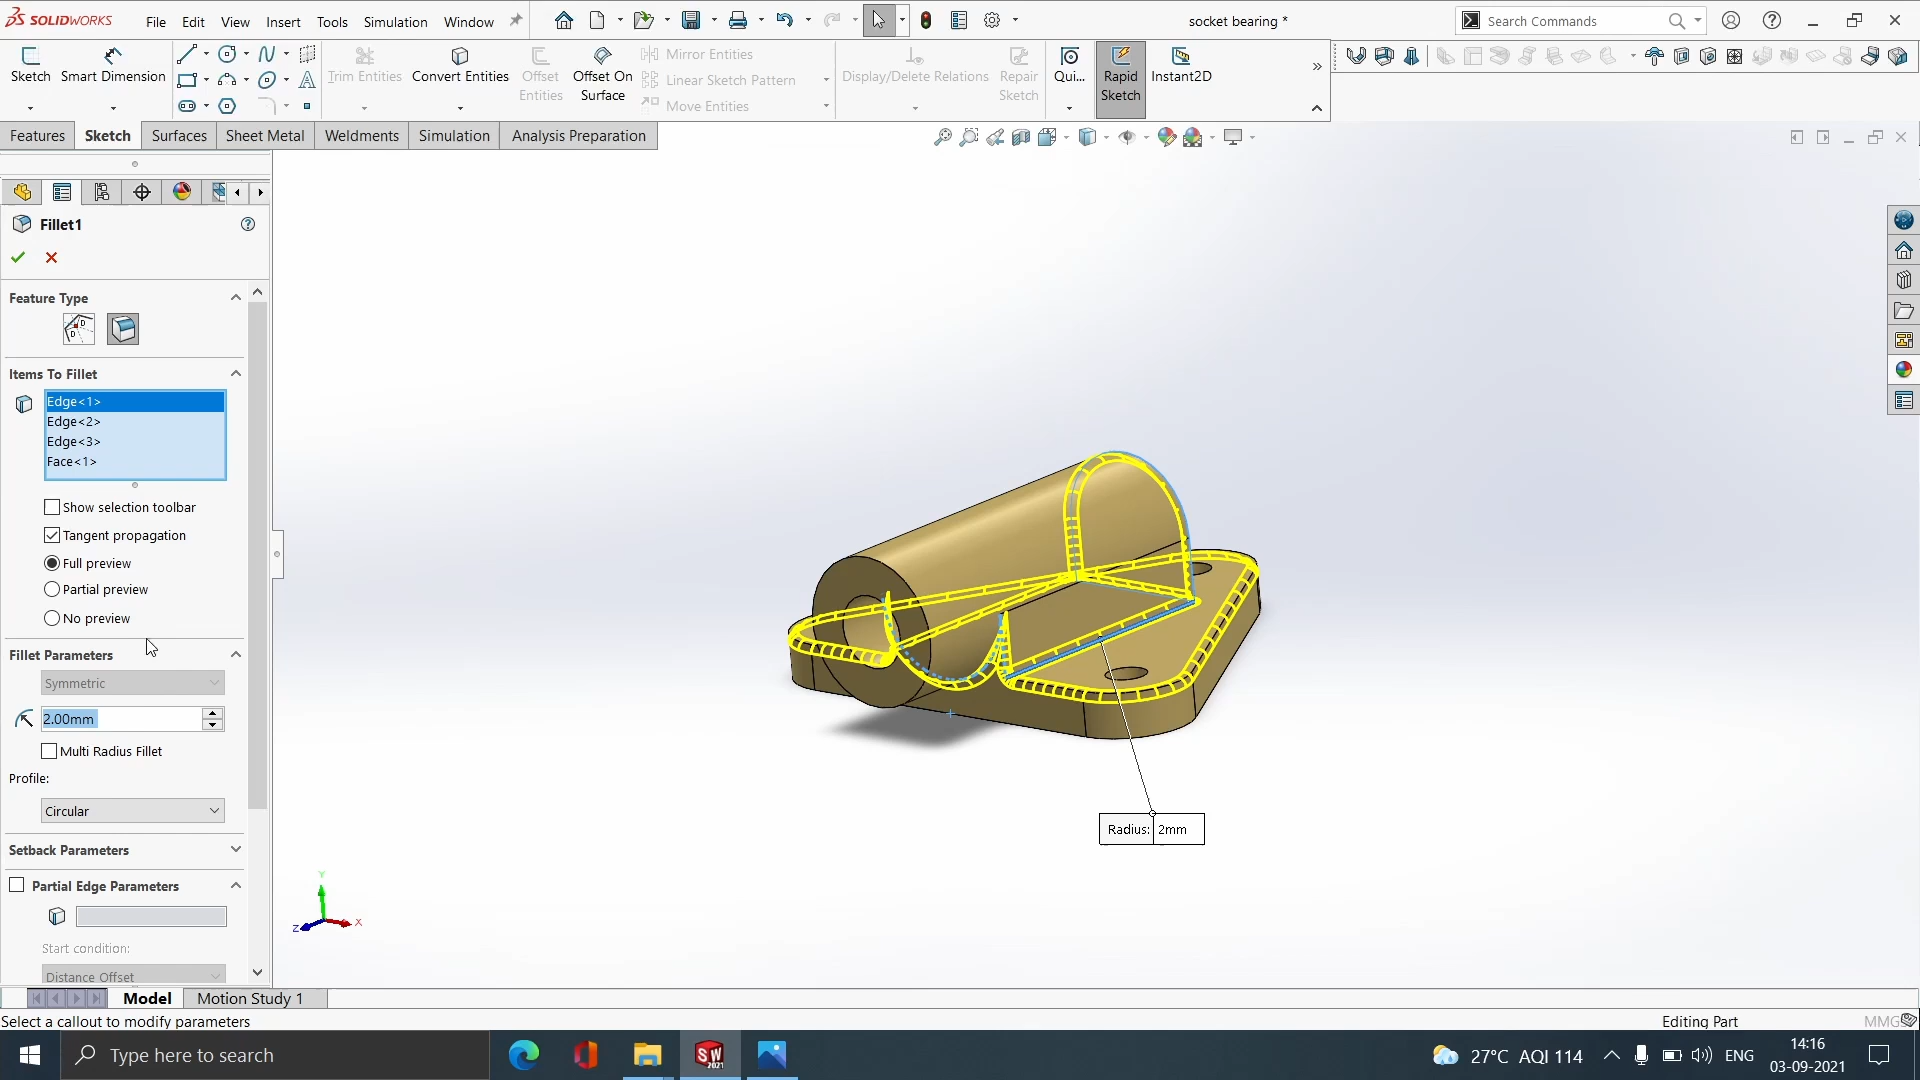 SOLIDWORKS File Edit View Insert Tools Simulation Window socket bearing * Search Commands
Sketch Smart Dimension Trim Entities Convert Entities Offset Entities Offset On Surface Mirror Entities Display/Delete Relations Repair Sketch Qui... Rapid Sketch Instant2D
Linear Sketch Pattern
Move Entities
Features Sketch Surfaces Sheet Metal Weldments Simulation Analysis Preparation
Fillet1
Feature Type
Items To Fillet
Edge<1>
Edge<2>
Edge<3>
Face<1>
Show selection toolbar
Tangent propagation
Full preview
Partial preview
No preview
Fillet Parameters
Symmetric
2.00mm
Multi Radius Fillet
Profile:
Circular
Radius: 2mm
Setback Parameters
Partial Edge Parameters
Start condition:
Distance Offset
Y
Z
X
Model Motion Study 1
Select a callout to modify parameters Editing Part MMGS
Type here to search SW 2021 27°C AQI 114 ENG 14:16
03-09-2021